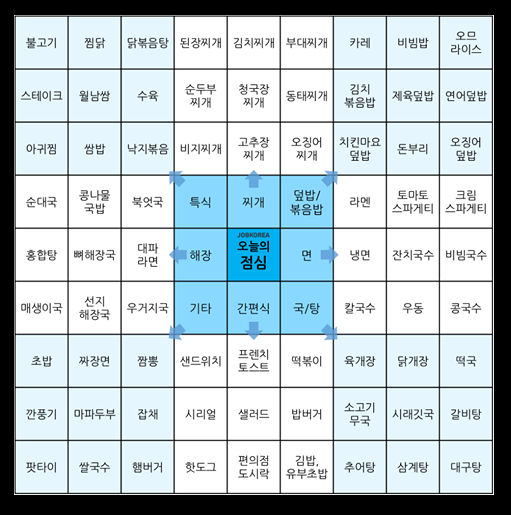 불고기 찜닭 닭볶음탕 된장찌개 김치찌개 부대찌개 카레 비빔밥 오므
라이스
스테이크 월남쌈 수육 순두부
찌개 청국장
찌개 동태찌개 김치
볶음밥 제육덮밥 연어덮밥
아귀찜 쌈밥 낙지볶음 비지찌개 고추장
찌개 오징어
찌개 치킨마요
덮밥 돈부리 오징어
덮밥
순대국 콩나물
국밥 북엇국 특식 찌개 덮밥/
볶음밥 라멘 토마토
스파게티 크림
스파게티
홍합탕 뼈해장국 대파
라면 해장 JOBKOREA
오늘의
점심 면 냉면 잔치국수 비빔국수
매생이국 선지
해장국 우거지국 기타 간편식 국/탕 칼국수 우동 콩국수
초밥 짜장면 짬뽕 샌드위치 프렌치
토스트 떡볶이 육개장 닭개장 떡국
깐풍기 마파두부 잡채 시리얼 샐러드 밥버거 소고기
무국 시래깃국 갈비탕
팟타이 쌀국수 햄버거 핫도그 편의점
도시락 김밥,
유부초밥 추어탕 삼계탕 대구탕